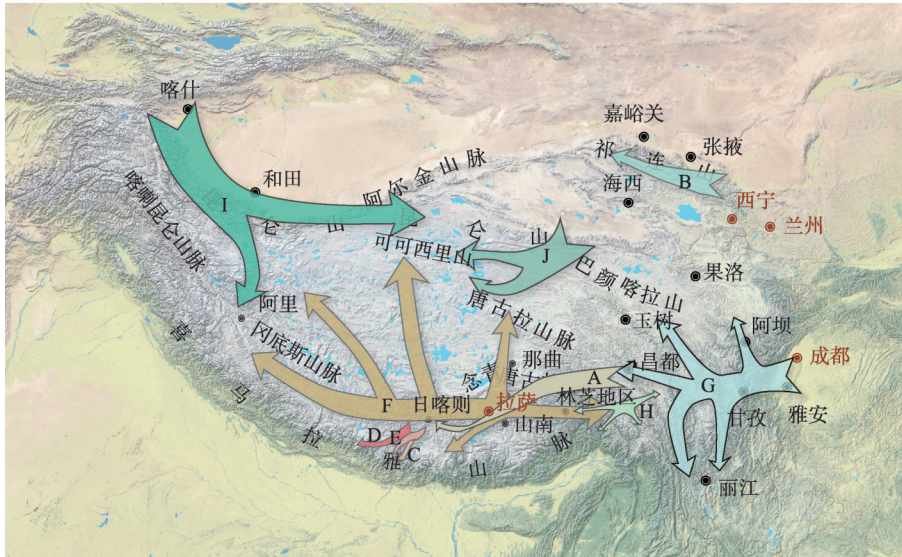 喀什
嘉峪关
张掖
祁连山
B
海西
西宁
兰州
和田
阿尔金山脉
I
昆仑山
喀喇昆仑山脉
可可西里山
J
巴颜喀拉山
果洛
阿里
唐古拉山脉
玉树
阿坝
冈底斯山脉
那曲
昌都
成都
念青唐古
A
G
F
日喀则
拉萨
林芝地区
H
甘孜
雅安
山南
D
E
C
喜马拉雅山脉
丽江